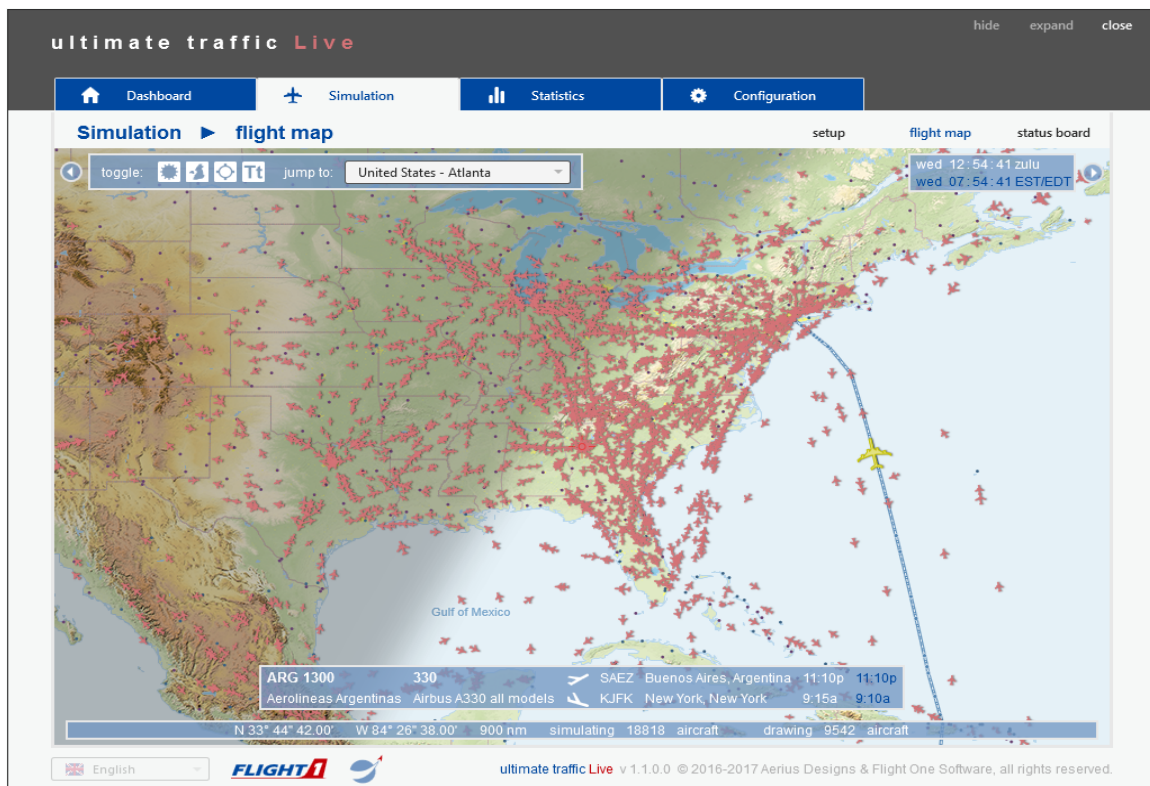 hide expand close
ultimate traffic Live
Dashboard Simulation Statistics Configuration
Simulation ► flight map
setup flight map status board
toggle: Tt jump to: United States - Atlanta
wed 12:54:41 zulu
wed 07:54:41 EST/EDT
Gulf of Mexico
ARG 1300 330 SAEZ Buenos Aires, Argentina 11:10p 11:10p
Aerolineas Argentinas Airbus A330 all models KJFK New York, New York 9:15a 9:10a
N 33° 44" 42.00' W 84° 26" 38.00' 900 nm simulating 18818 aircraft drawing 9542 aircraft
English FLIGHT1 ultimate traffic Live v 1.1.0.0 © 2016-2017 Aerius Designs & Flight One Software, all rights reserved.